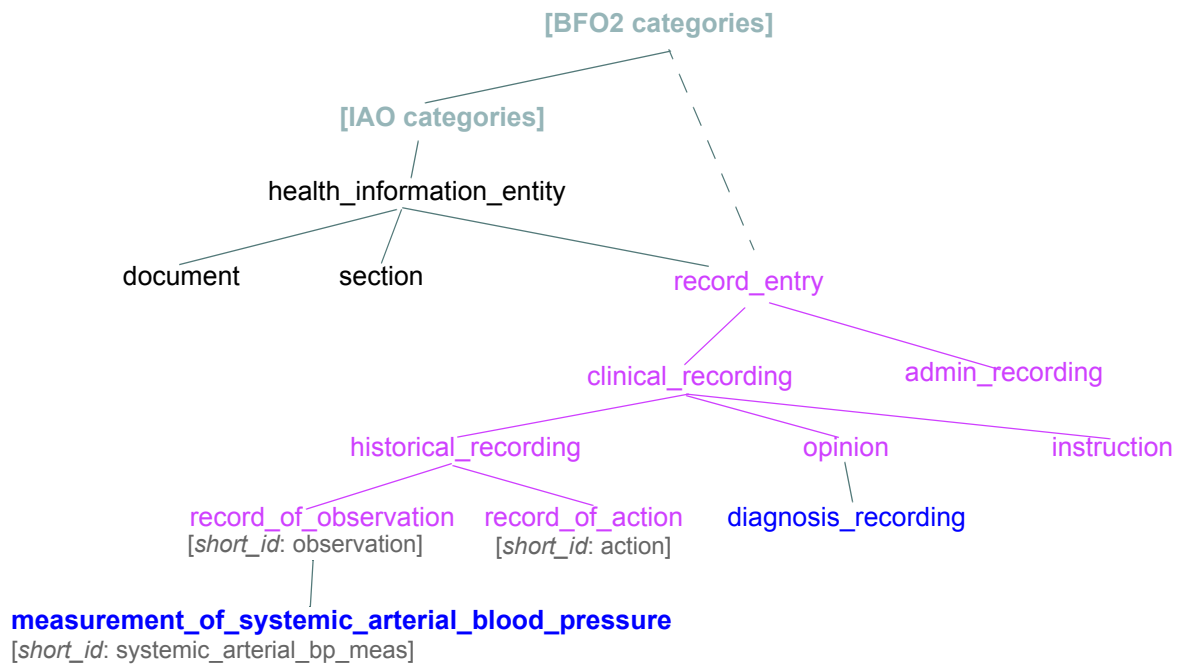 [BFO2 categories]
[IAO categories]
health_information_entity
document section record_entry
clinical_recording admin_recording
historical_recording opinion instruction
record_of_observation record_of_action diagnosis_recording
[short_id: observation] [short_id: action]
measurement_of_systemic_arterial_blood_pressure
[short_id: systemic_arterial_bp_meas]